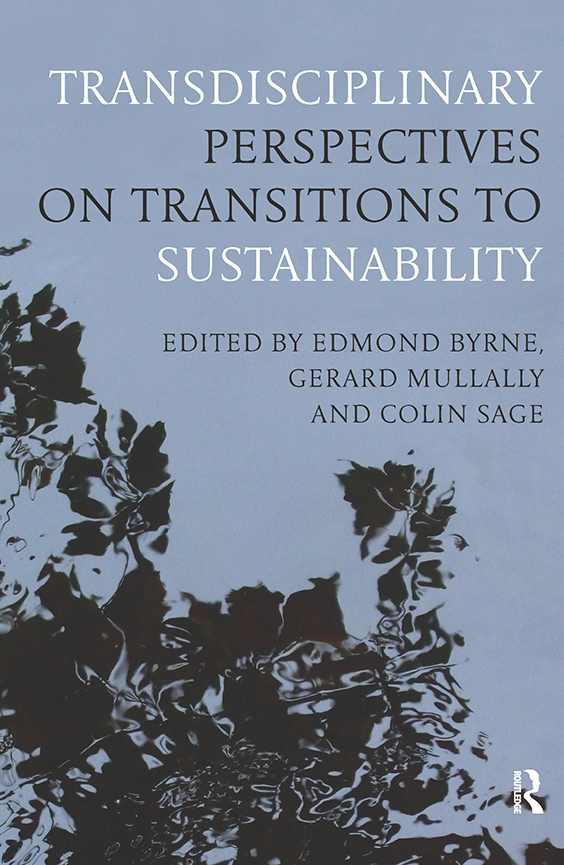 TRANSDISCIPLINARY
PERSPECTIVES
ON TRANSITIONS TO
SUSTAINABILITY
EDITED BY EDMOND BYRNE,
GERARD MULLALLY
AND COLIN SAGE
ROUTLEDGE